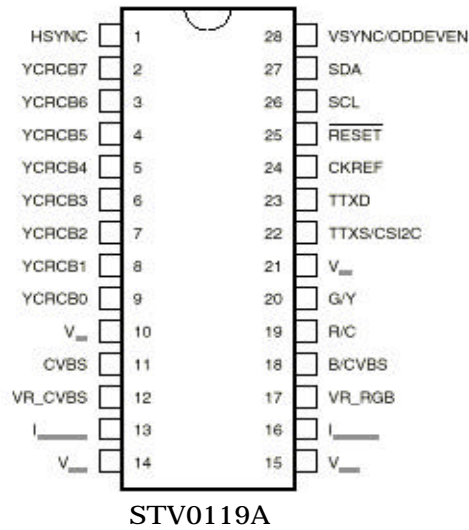 HSYNC 1 28 VSYNC/ODDEVEN
YCRCB7 2 27 SDA
YCRCB6 3 26 SCL
YCRCB5 4 25 RESET
YCRCB4 5 24 CKREF
YCRCB3 6 23 TTXD
YCRCB2 7 22 TTXS/CSI2C
YCRCB1 8 21 V
YCRCB0 9 20 G/Y
V 10 19 R/C
CVBS 11 18 B/CVBS
VR_CVBS 12 17 VR_RGB
I 13 16 I
V 14 15 V
STV0119A